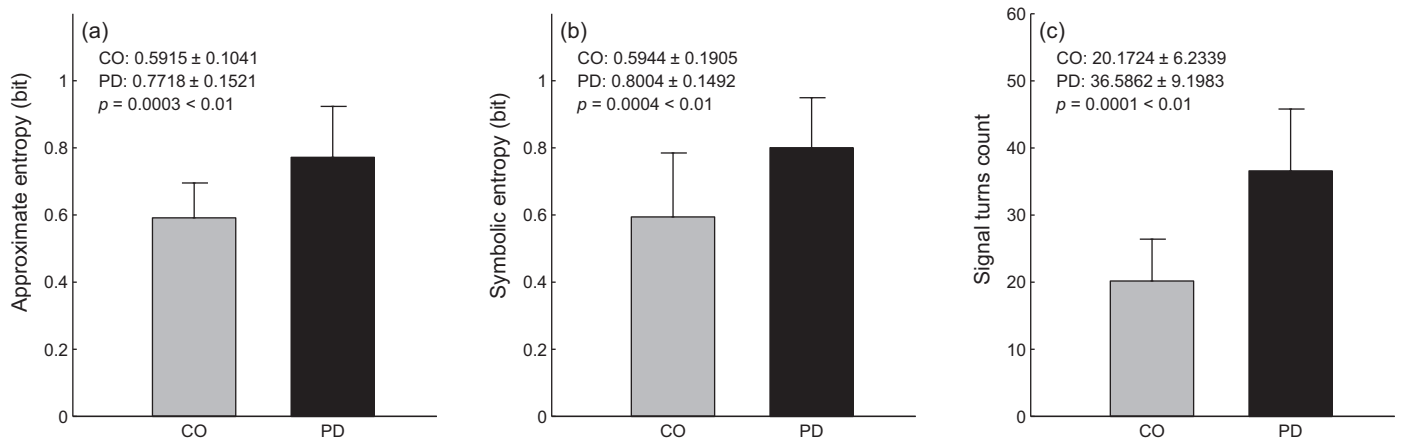 (a)
CO: 0.5915 ± 0.1041
PD: 0.7718 ± 0.1521
p = 0.0003 < 0.01
Approximate entropy (bit)
1
0.8
0.6
0.4
0.2
0
CO PD
(b)
CO: 0.5944 ± 0.1905
PD: 0.8004 ± 0.1492
p = 0.0004 < 0.01
Symbolic entropy (bit)
1
0.8
0.6
0.4
0.2
0
CO PD
(c)
CO: 20.1724 ± 6.2339
PD: 36.5862 ± 9.1983
p = 0.0001 < 0.01
Signal turns count
60
50
40
30
20
10
0
CO PD